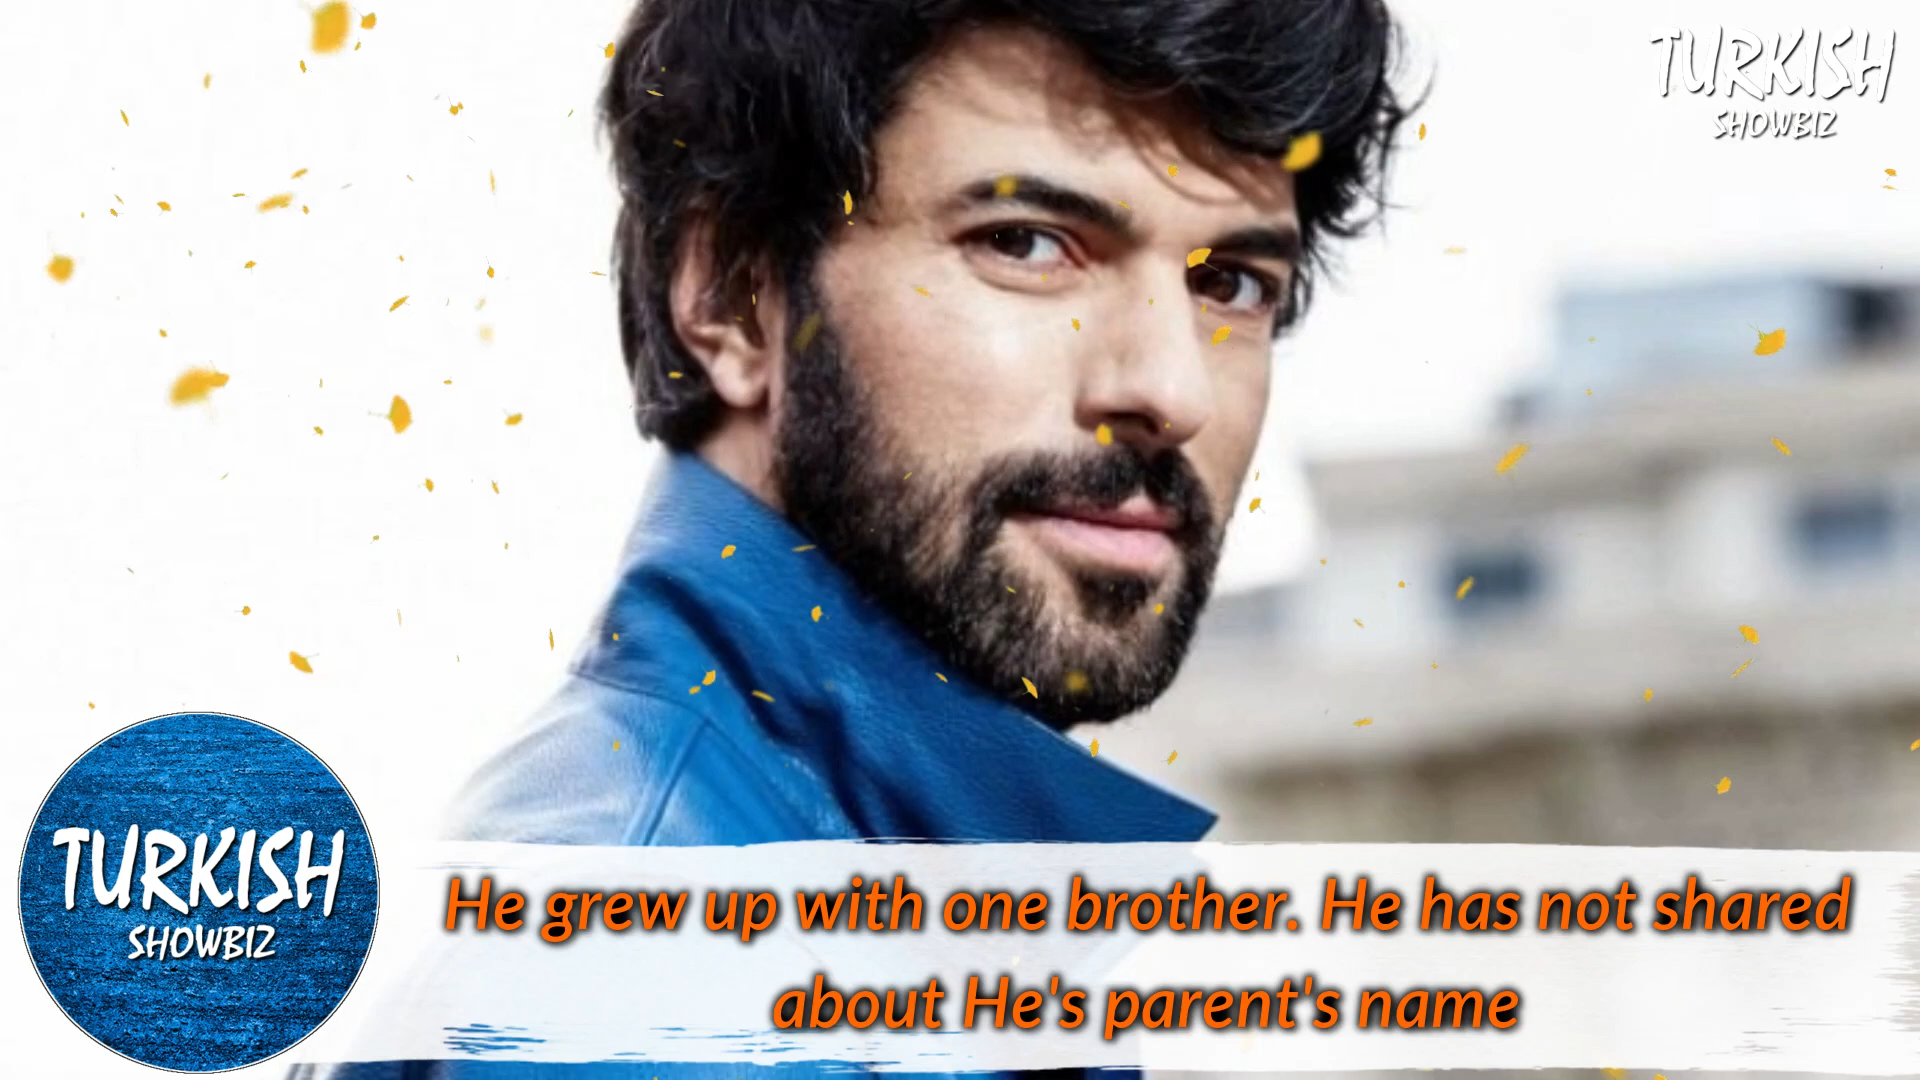 TURKISH
SHOWBIZ
TURKISH
SHOWBIZ
He grew up with one brother. He has not shared
about He's parent's name